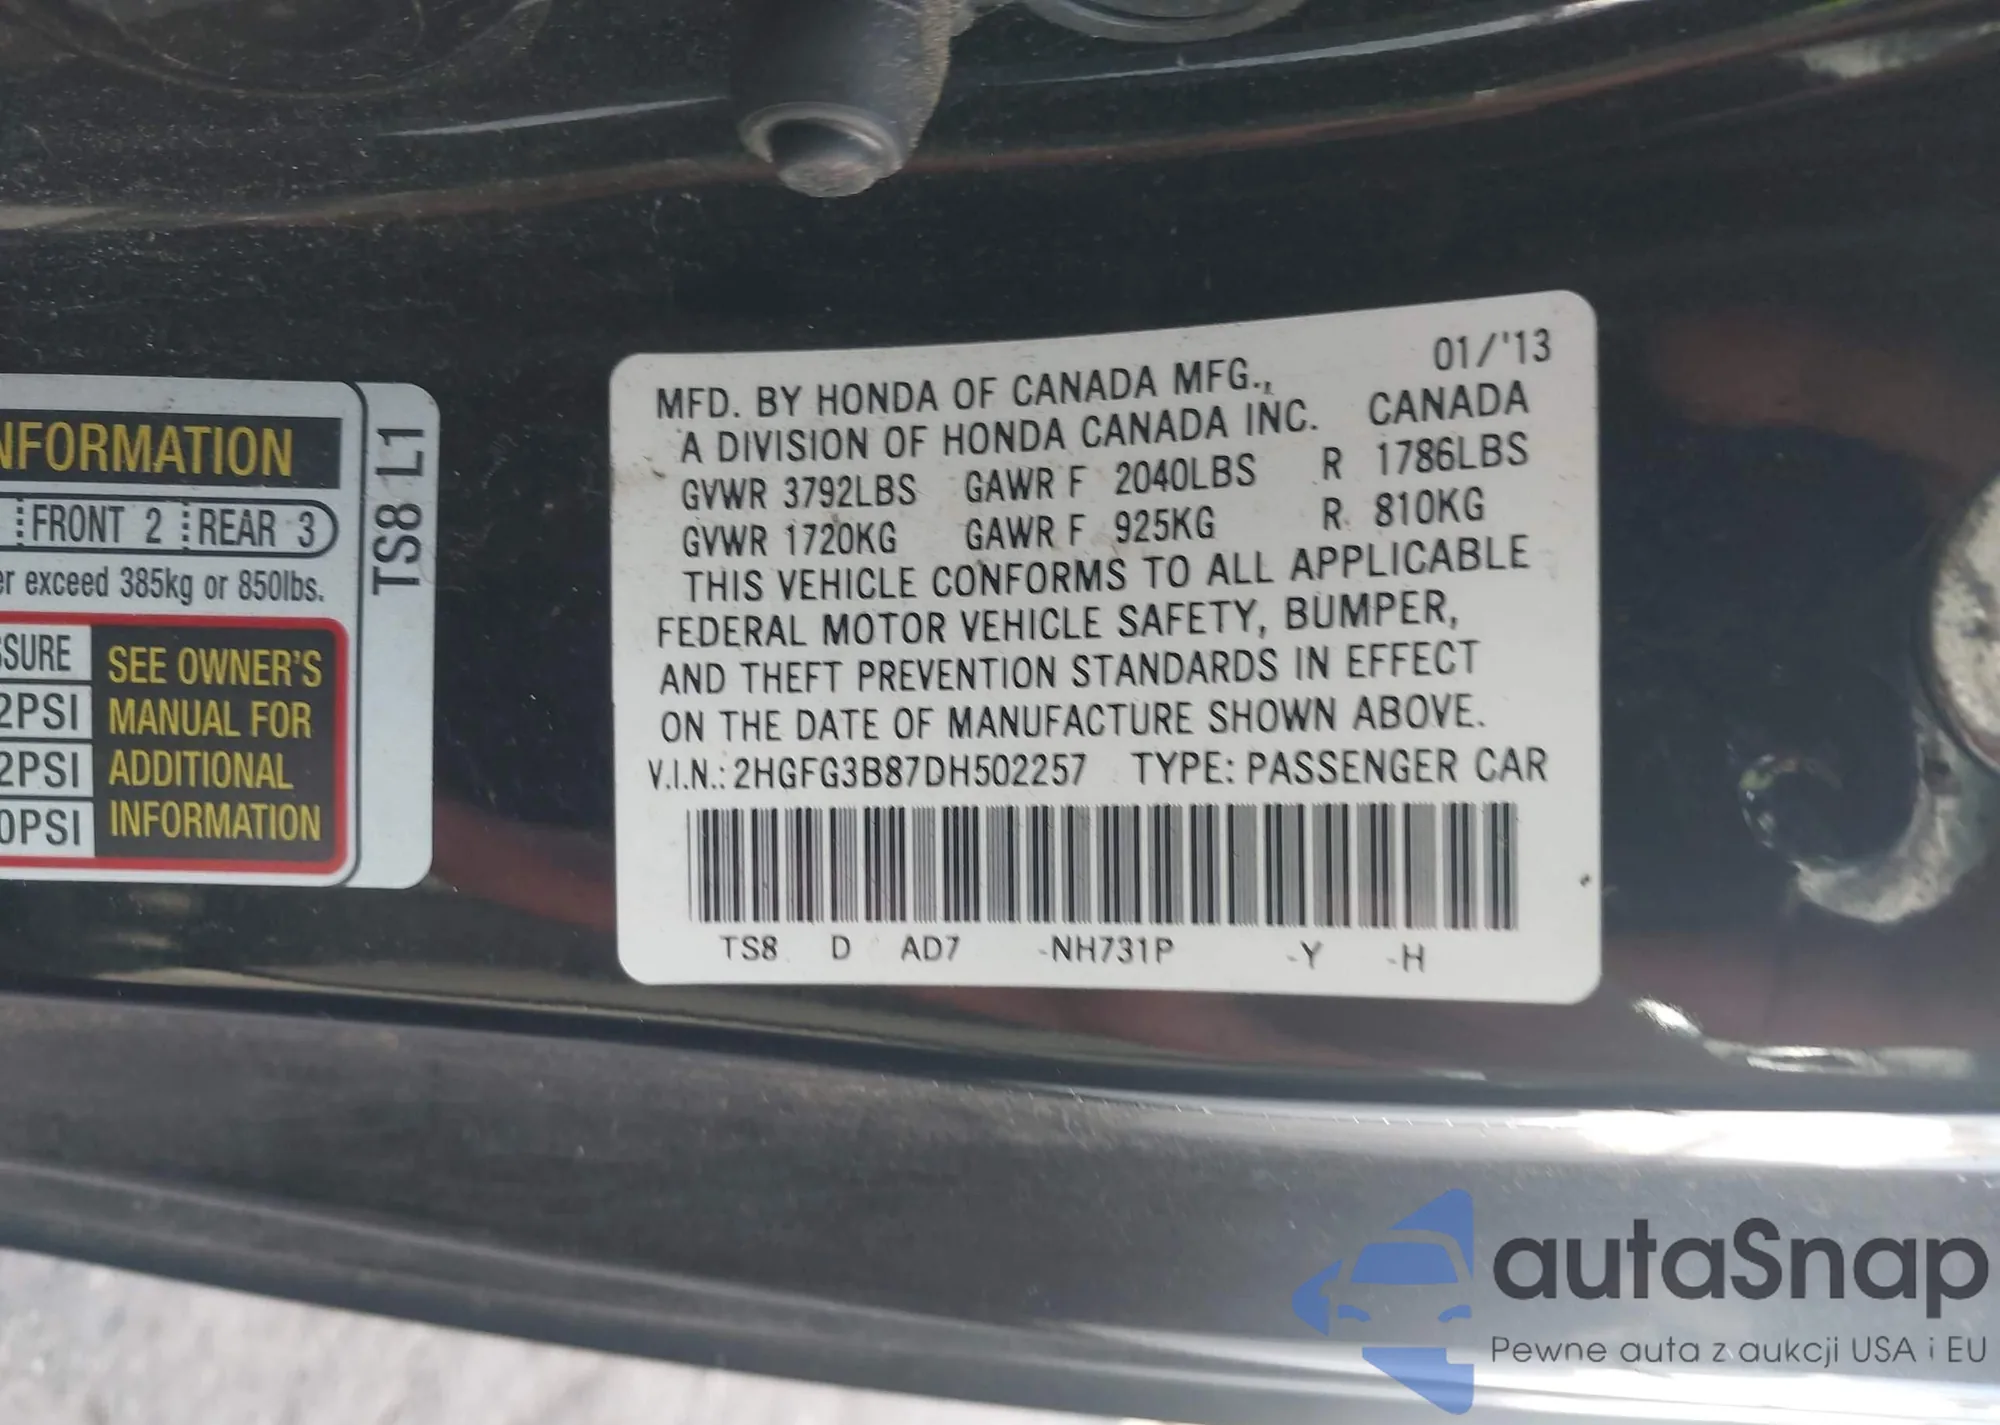 NFORMATION
FRONT 2 REAR 3
er exceed 385kg or 850lbs.
SSURE
2PSI
2PSI
0PSI
SEE OWNER'S
MANUAL FOR
ADDITIONAL
INFORMATION
TS8 L1
01/'13
MFD. BY HONDA OF CANADA MFG.,
A DIVISION OF HONDA CANADA INC. CANADA
GVWR 3792LBS GAWR F 2040LBS R 1786LBS
GVWR 1720KG GAWR F 925KG R 810KG
THIS VEHICLE CONFORMS TO ALL APPLICABLE
FEDERAL MOTOR VEHICLE SAFETY, BUMPER,
AND THEFT PREVENTION STANDARDS IN EFFECT
ON THE DATE OF MANUFACTURE SHOWN ABOVE.
V.I.N.: 2HGFG3B87DH502257 TYPE: PASSENGER CAR
TS8 D AD7 -NH731P -Y -H
autaSnap
Pewne auta z aukcji USA i EU